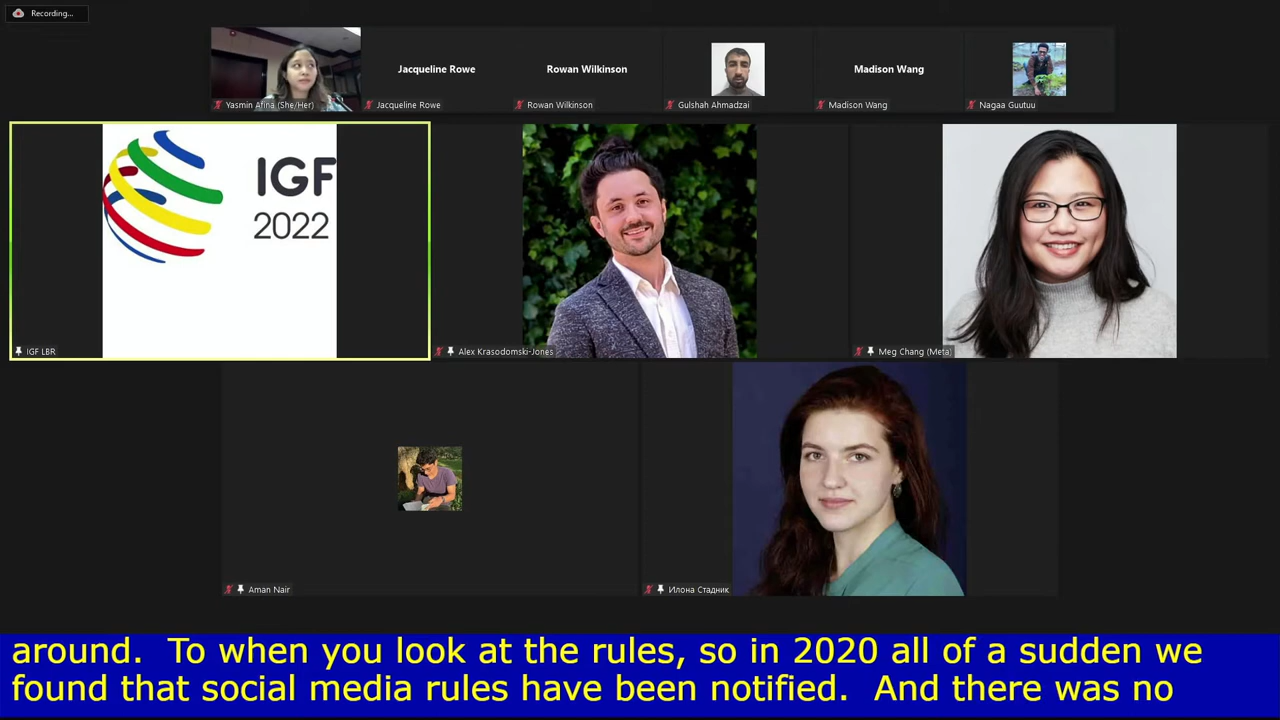 Recording...
Jacqueline Rowe
Rowan Wilkinson
Madison Wang
Yasmin Afina (She/Her)
Jacqueline Rowe
Rowan Wilkinson
Gulshah Ahmadzai
Madison Wang
Nagaa Guutuu
IGF
2022
IGF LBR
Alex Krasodomski-Jones
Meg Chang (Meta)
Aman Nair
Илона Стадник
around. To when you look at the rules, so in 2020 all of a sudden we
found that social media rules have been notified. And there was no